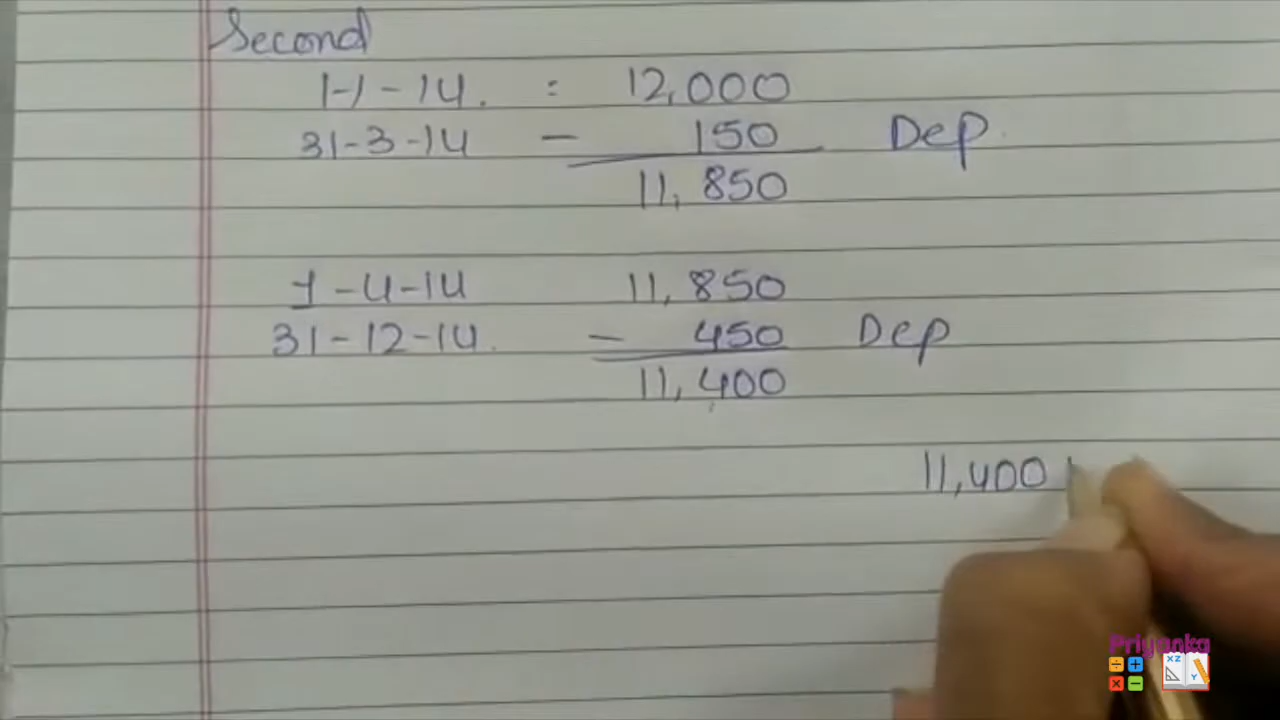 Second
1-1-14. : 12,000
31-3-14 - 150 Dep.
11,850
1-4-14 11,850
31-12-14. - 450 Dep
11,400
11,400
Priyanka